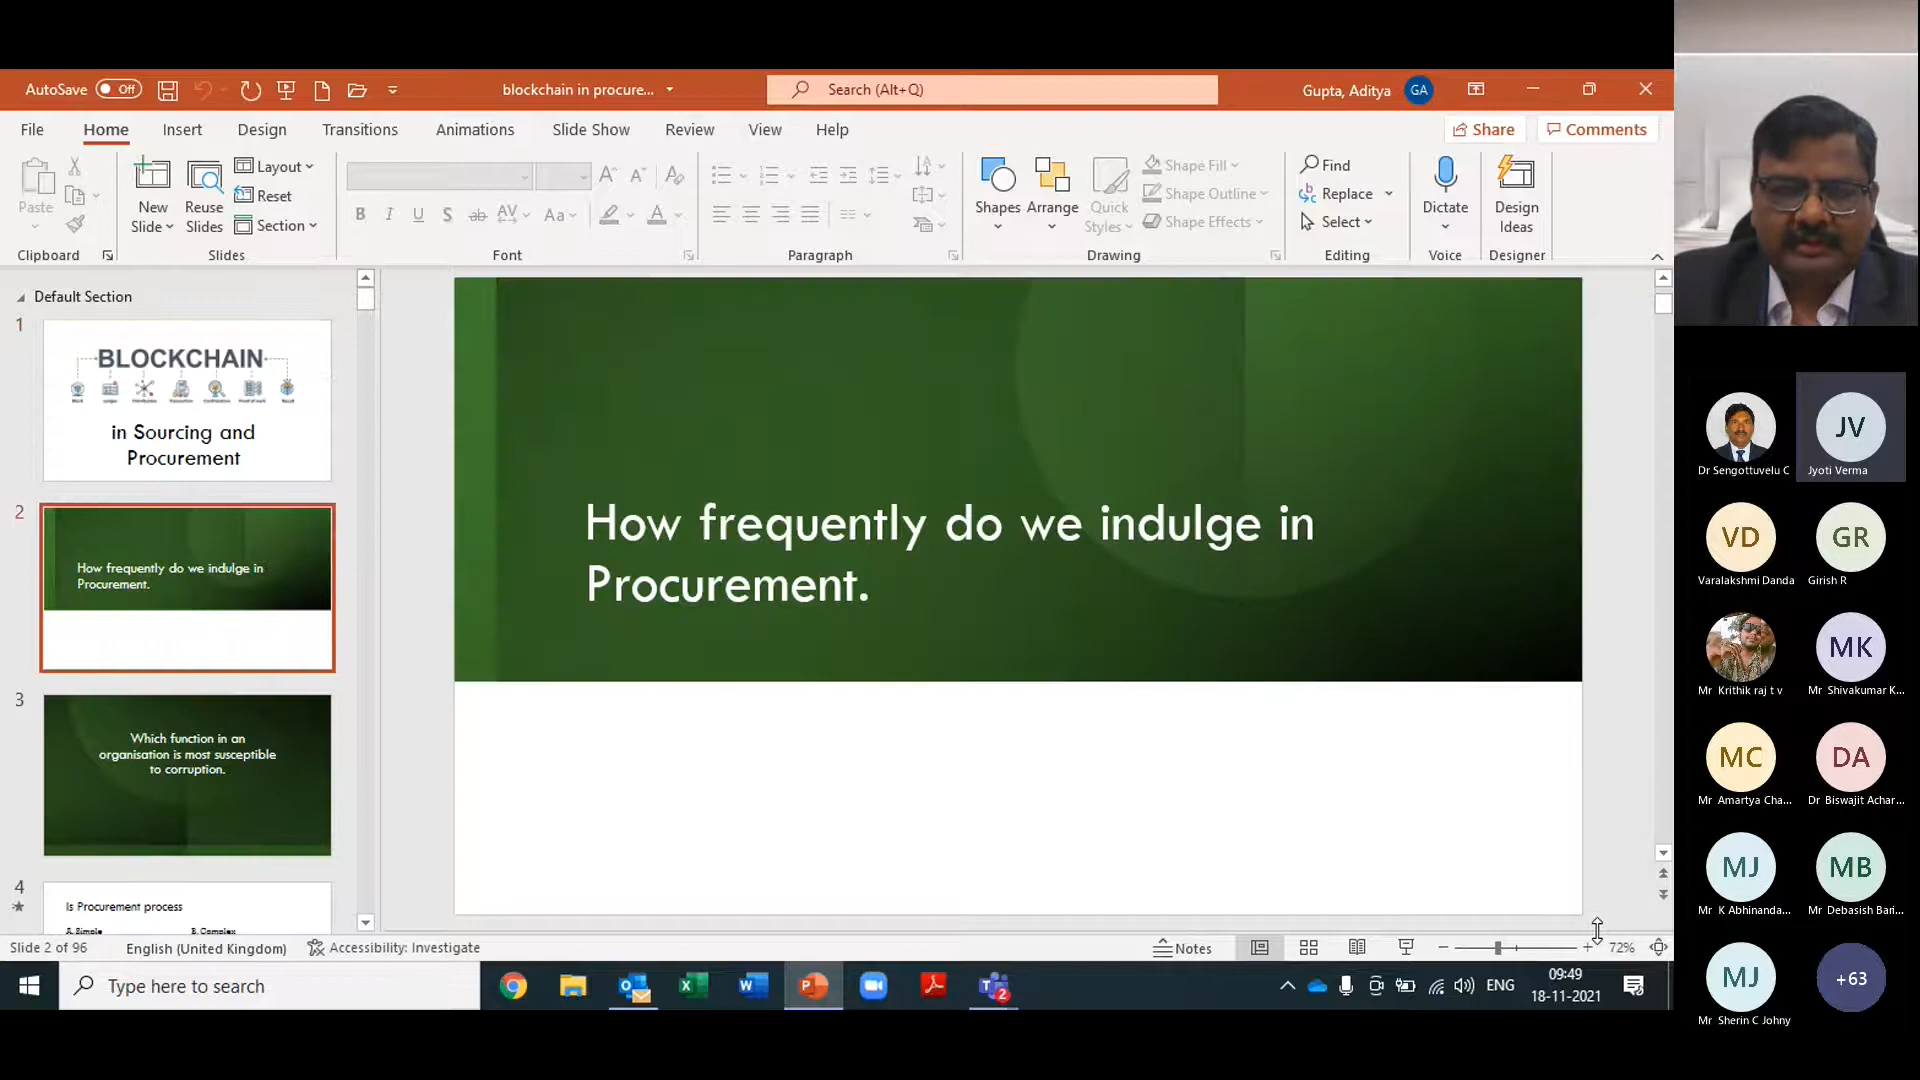 AutoSave Off blockchain in procure... Search (Alt+Q) Gupta, Aditya GA
File Home Insert Design Transitions Animations Slide Show Review View Help Share Comments
Paste
New
Slide
Reuse
Slides
Layout
Reset
Section
B I U S ab AV Aa A
Shapes
Arrange
Quick
Styles
Shape Fill
Shape Outline
Shape Effects
Find
Replace
Select
Dictate
Design
Ideas
Clipboard Slides Font Paragraph Drawing Editing Voice Designer
Default Section
1
BLOCKCHAIN
in Sourcing and
Procurement
2
How frequently do we indulge in
Procurement.
3
Which function in an
organisation is most susceptible
to corruption.
4
Is Procurement process
A. Simple B. Complex
How frequently do we indulge in
Procurement.
Slide 2 of 96 English (United Kingdom) Accessibility: Investigate Notes 72%
Type here to search
2
ENG
09:49
18-11-2021
Dr Sengottuvelu C
JV
Jyoti Verma
VD
Varalakshmi Danda
GR
Girish R
Mr Krithik raj t v
MK
Mr Shivakumar K...
MC
Mr Amartya Cha...
DA
Dr Biswajit Achar...
MJ
Mr K Abhinanda...
MB
Mr Debasish Bari...
MJ
Mr Sherin C Johny
+63